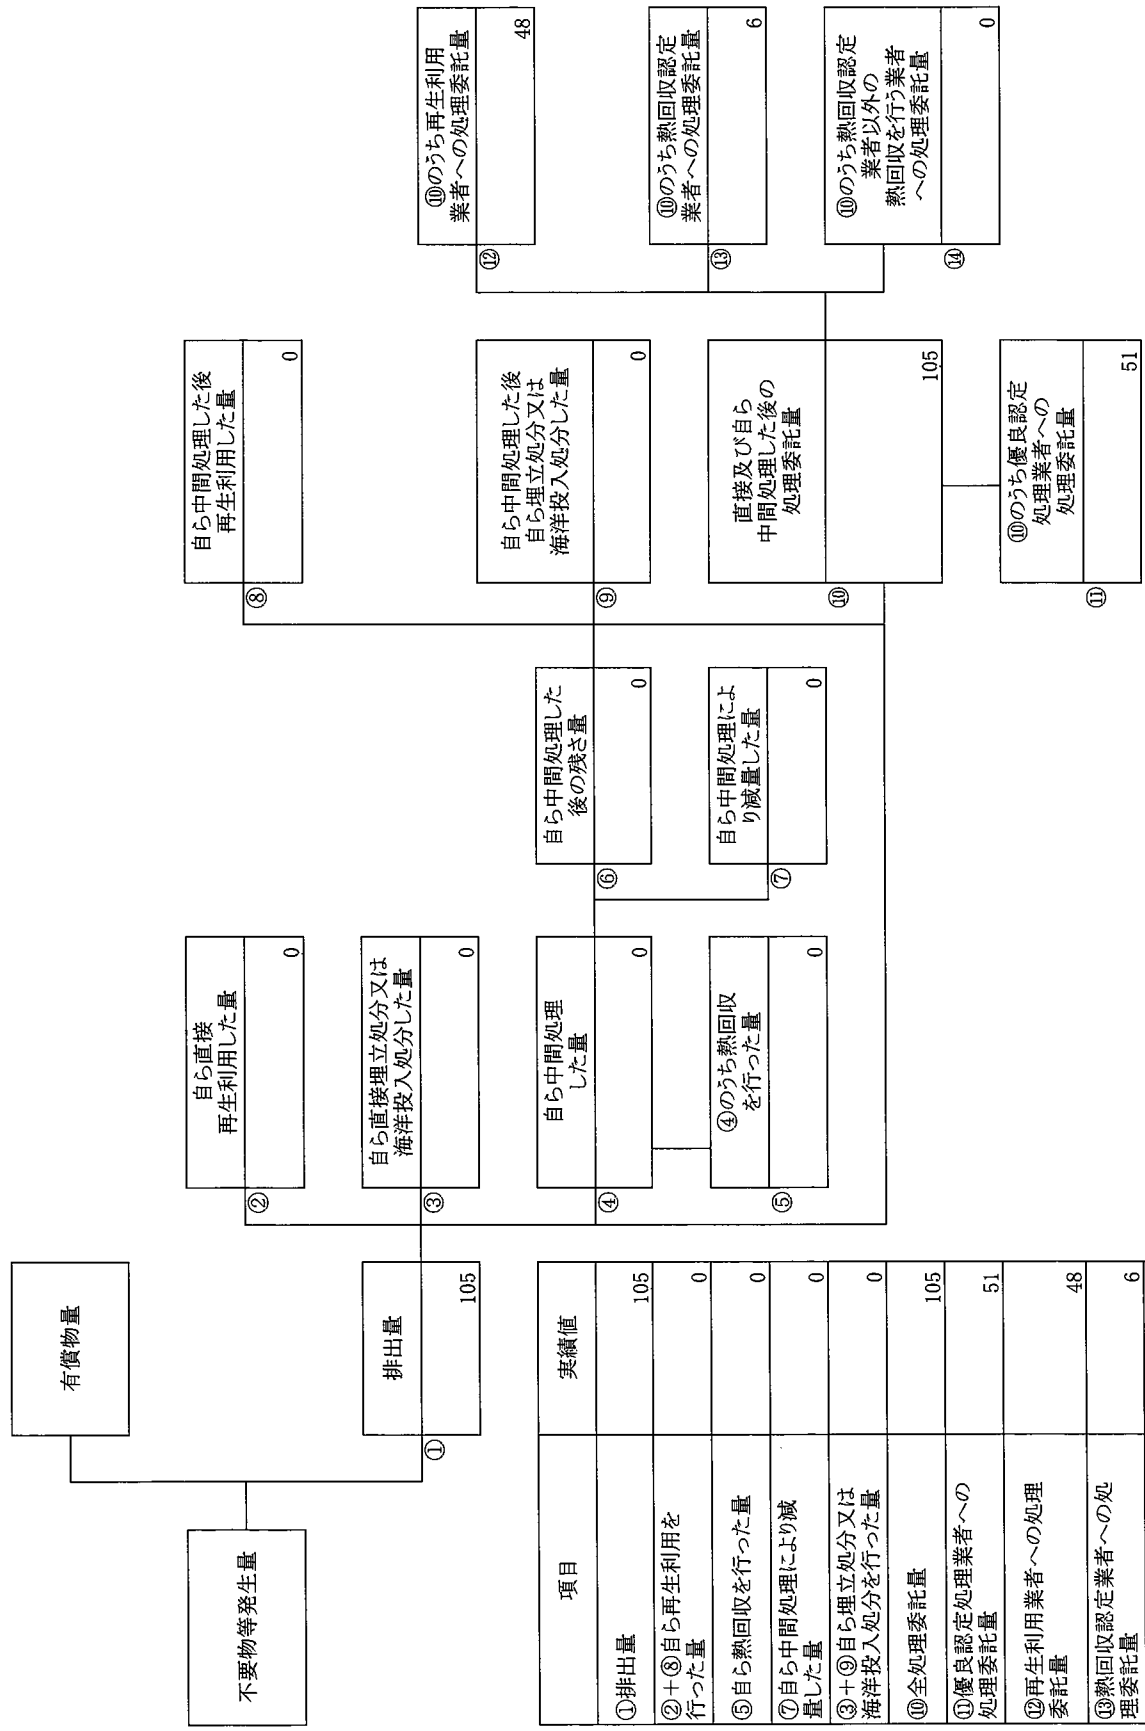 不要物等発生量
有償物量
①
排出量
105
②
自ら直接
再生利用した量
0
③
自ら直接埋立処分又は
海洋投入処分した量
0
④
自ら中間処理
した量
0
⑤
④のうち熱回収
を行った量
0
⑥
自ら中間処理した
後の残さ量
0
⑦
自ら中間処理によ
り減量した量
0
⑧
自ら中間処理した後
再生利用した量
0
⑨
自ら中間処理した後
自ら埋立処分又は
海洋投入処分した量
0
⑩
直接及び自ら
中間処理した後の
処理委託量
105
⑪
⑩のうち優良認定
処理業者への
処理委託量
51
⑫
⑩のうち再生利用
業者への処理委託量
48
⑬
⑩のうち熱回収認定
業者への処理委託量
6
⑭
⑩のうち熱回収認定
業者以外の
熱回収を行う業者
への処理委託量
0
項目 実績値
①排出量 105
②+⑧自ら再生利用を
行った量 0
⑤自ら熱回収を行った量 0
⑦自ら中間処理により減
量した量 0
③+⑨自ら埋立処分又は
海洋投入処分を行った量 0
⑩全処理委託量 105
⑪優良認定処理業者への
処理委託量 51
⑫再生利用業者への処理
委託量 48
⑬熱回収認定業者への処
理委託量 6